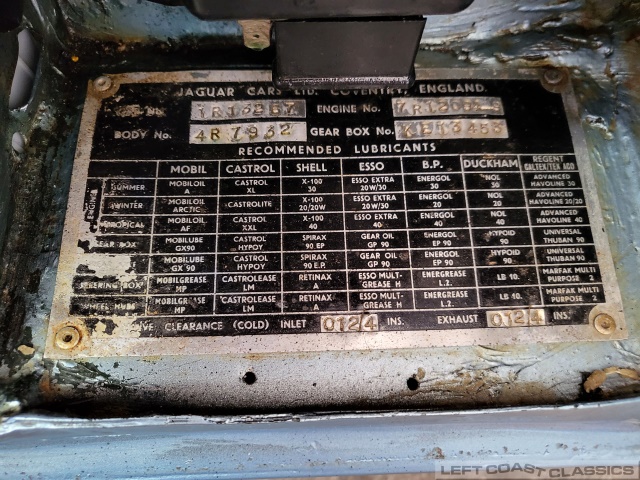 JAGUAR CARS LTD. COVENTRY, ENGLAND.
ENGINE No.
BODY No. 4R7932 GEAR BOX No.
RECOMMENDED LUBRICANTS
MOBIL CASTROL SHELL ESSO B.P. DUCKHAM REGENT
SUMMER MOBILOIL A CASTROL XL X-100 30 ESSO EXTRA 20W/30 ENERGOL 30 NOL 30 ADVANCED HAVOLINE 30
WINTER MOBILOIL ARCTIC CASTROLITE X-100 20/20W ESSO EXTRA 20W/30 ENERGOL 20 NOL 20 ADVANCED HAVOLINE 20/20
TROPICAL MOBILOIL AF CASTROL XXL X-100 40 ESSO EXTRA 40 ENERGOL 40 NOL 40 ADVANCED HAVOLINE 40
GEAR BOX MOBILUBE GX90 CASTROL HYPOY SPIRAX 90 E.P. GEAR OIL GP 90 ENERGOL EP 90 HYPOID 90 UNIVERSAL THUBAN 90
MOBILUBE GX 90 CASTROL HYPOY SPIRAX 90 E.P GEAR OIL GP 90 ENERGOL EP 90 HYPOID 90 UNIVERSAL THUBAN 90
STEERING BOX MOBILGREASE MP CASTROLEASE LM RETINAX A ESSO MULT-GREASE H ENERGREASE L.2. LB 10. MARFAK MULTI PURPOSE 2
WHEEL HUBS MOBILGREASE MP CASTROLEASE LM RETINAX A ESSO MULT-GREASE H ENERGREASE L.2. LB 10. MARFAK MULTI PURPOSE 2
CLEARANCE (COLD) INLET 0124 INS. EXHAUST 0124 INS.
LEFT COAST CLASSICS